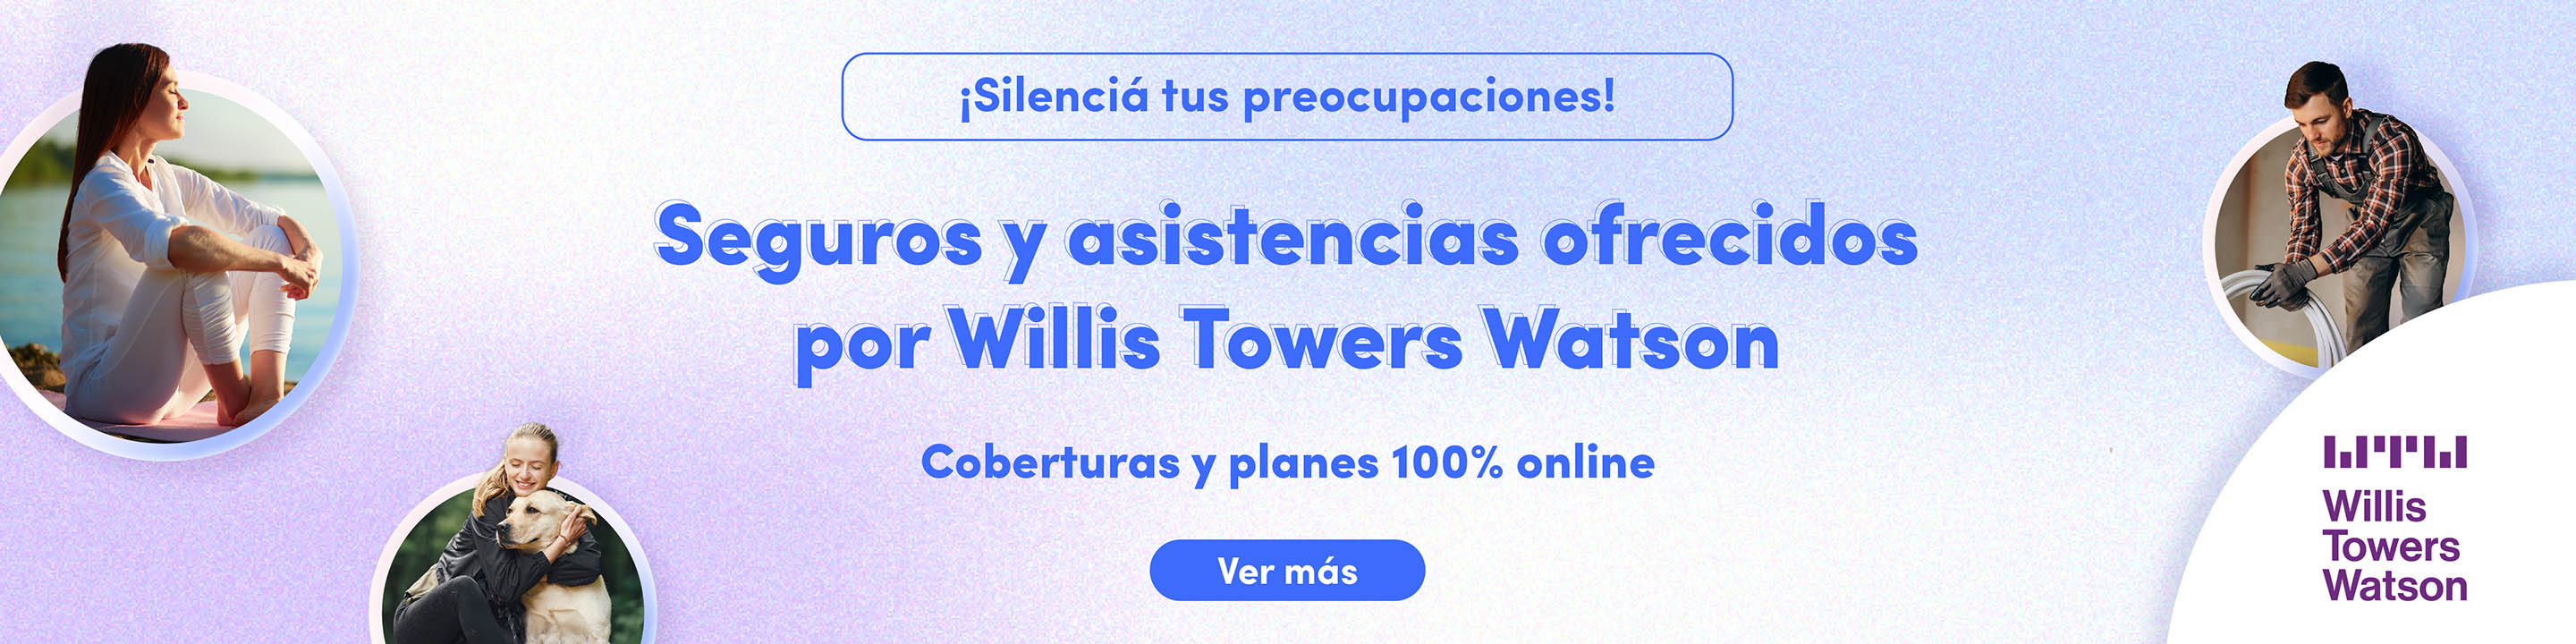 ¡Silenciá tus preocupaciones!
Seguros y asistencias ofrecidos
por Willis Towers Watson
Coberturas y planes 100% online
Ver más
Willis
Towers
Watson